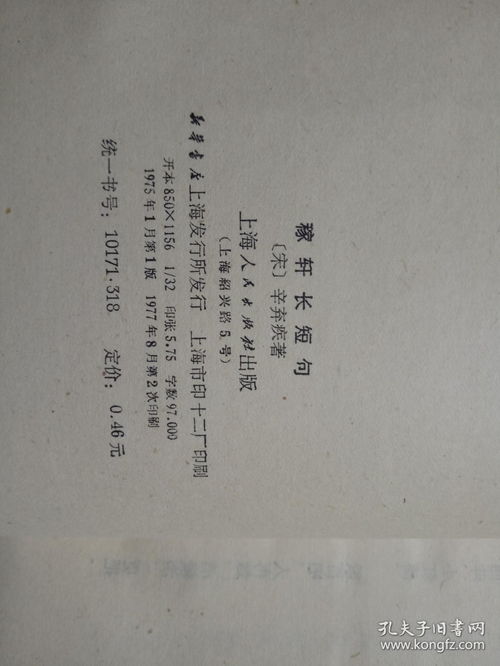 稼轩长短句
〔宋〕辛弃疾著
上海人民出版社出版
（上海绍兴路5号）
新华书店上海发行所发行 上海市印十二厂印刷
开本850×1156 1/32 印张5.75 字数97,000
1975年1月第1版 1977年8月第2次印刷
统一书号：10171·318 定价：0.46元
孔夫子旧书网
www.kongfz.com